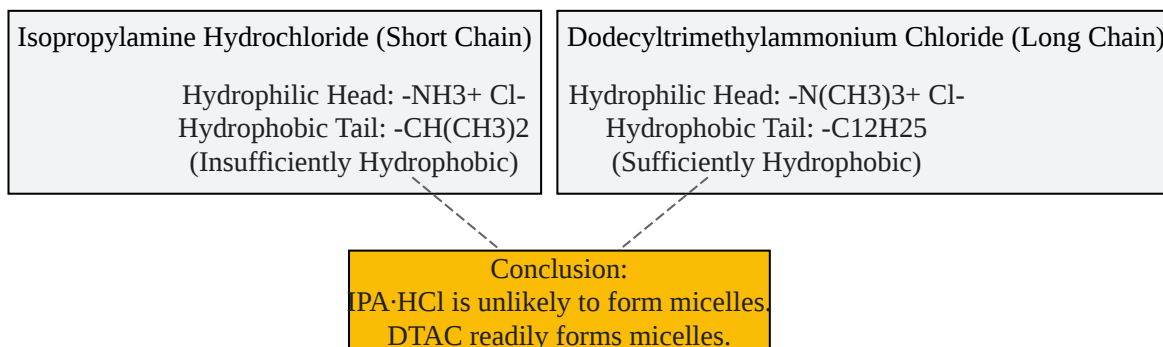 Isopropylamine Hydrochloride (Short Chain)
Hydrophilic Head: -NH3+ Cl-
Hydrophobic Tail: -CH(CH3)2
(Insufficiently Hydrophobic)
Dodecyltrimethylammonium Chloride (Long Chain)
Hydrophilic Head: -N(CH3)3+ Cl-
Hydrophobic Tail: -C12H25
(Sufficiently Hydrophobic)
Conclusion:
IPA·HCl is unlikely to form micelles.
DTAC readily forms micelles.